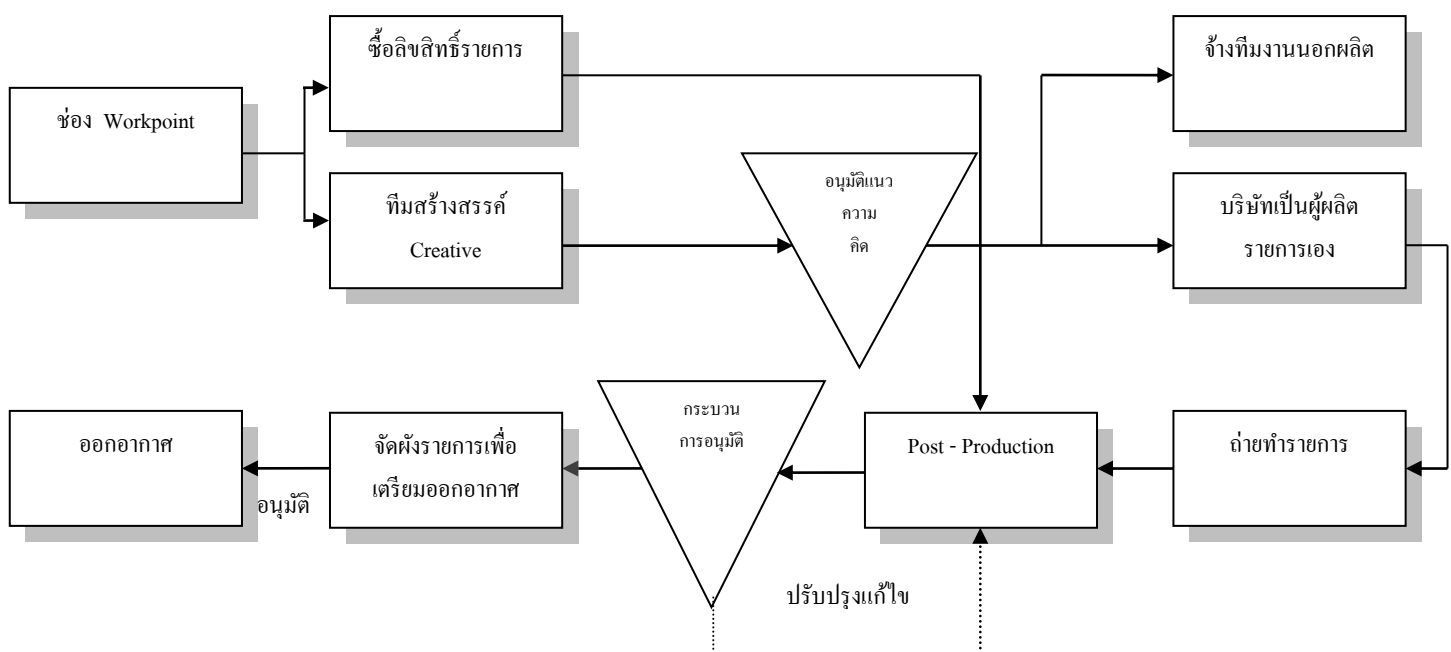 ซื้อลิขสิทธิ์รายการ
จ้างทีมงานนอกผลิต
ช่อง Workpoint
ทีมสร้างสรรค์
Creative
อนุมัติแนว
ความ
คิด
บริษัทเป็นผู้ผลิต
รายการเอง
ออกอากาศ
จัดผังรายการเพื่อ
เตรียมออกอากาศ
กระบวน
การอนุมัติ
Post - Production
ถ่ายทำรายการ
อนุมัติ
ปรับปรุงแก้ไข